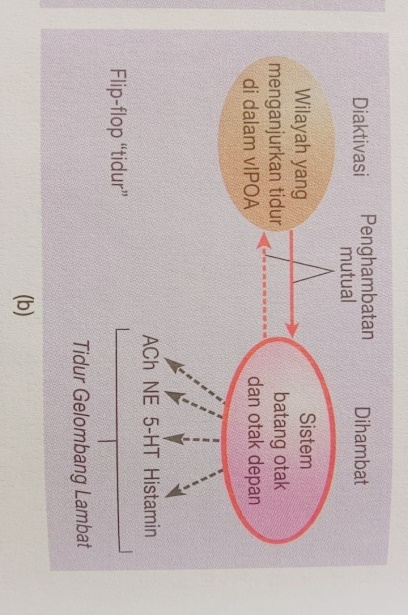 Diaktivasi
Penghambatan
mutual
Dihambat
Wilayah yang
menganjurkan tidur
di dalam vlPOA
Sistem
batang otak
dan otak depan
Flip-flop “tidur”
ACh NE 5-HT Histamin
Tidur Gelombang Lambat
(b)